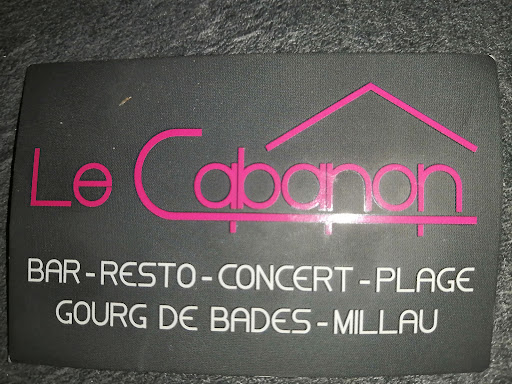 Le Cabanon
BAR - RESTO - CONCERT - PLAGE
GOURG DE BADES - MILLAU